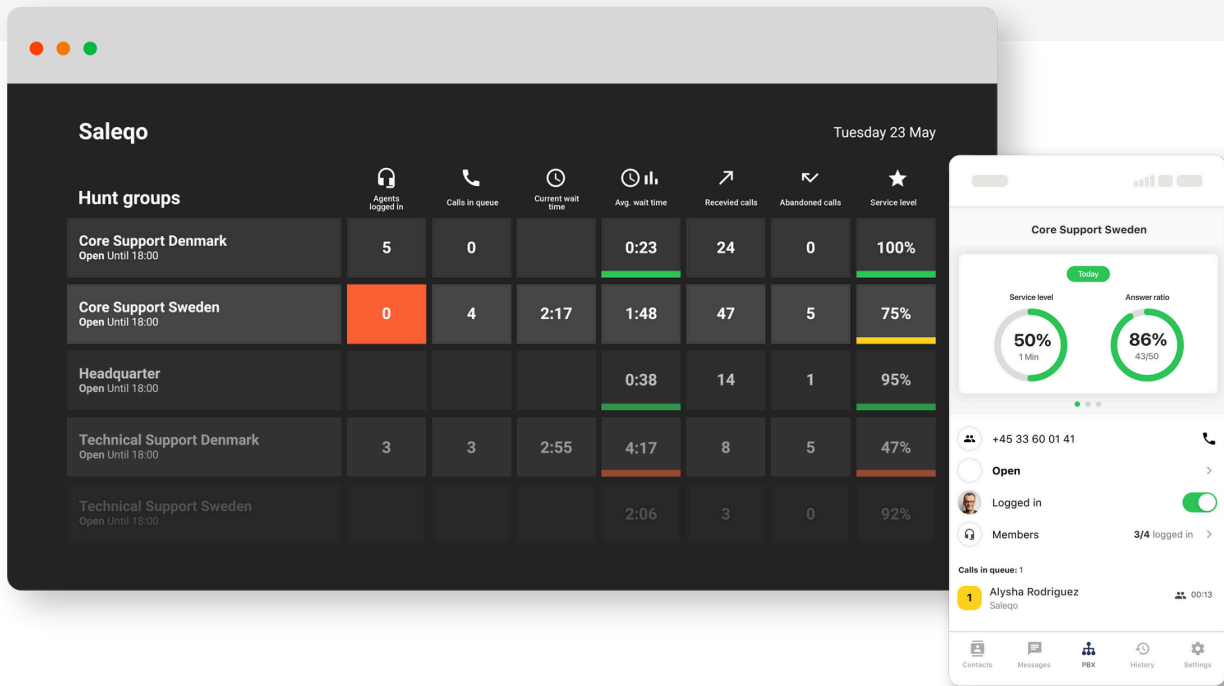 Saleqo
Tuesday 23 May
Hunt groups
Agents
logged in
Calls in queue
Current wait
time
Avg. wait time
Recevied calls
Abandoned calls
Service level
Core Support Denmark
Open Until 18:00
5 0 0:23 24 0 100%
Core Support Sweden
Open Until 18:00
0 4 2:17 1:48 47 5 75%
Headquarter
Open Until 18:00
0:38 14 1 95%
Technical Support Denmark
Open Until 18:00
3 3 2:55 4:17 8 5 47%
Technical Support Sweden
Open Until 18:00
2:06 3 0 92%
Core Support Sweden
Today
Service level Answer ratio
50% 86%
1 Min 43/50
+45 33 60 01 41
Open
Logged in
Members 3/4 logged in
Calls in queue: 1
1 Alysha Rodriguez 00:13
Saleqo
Contacts Messages PBX History Settings